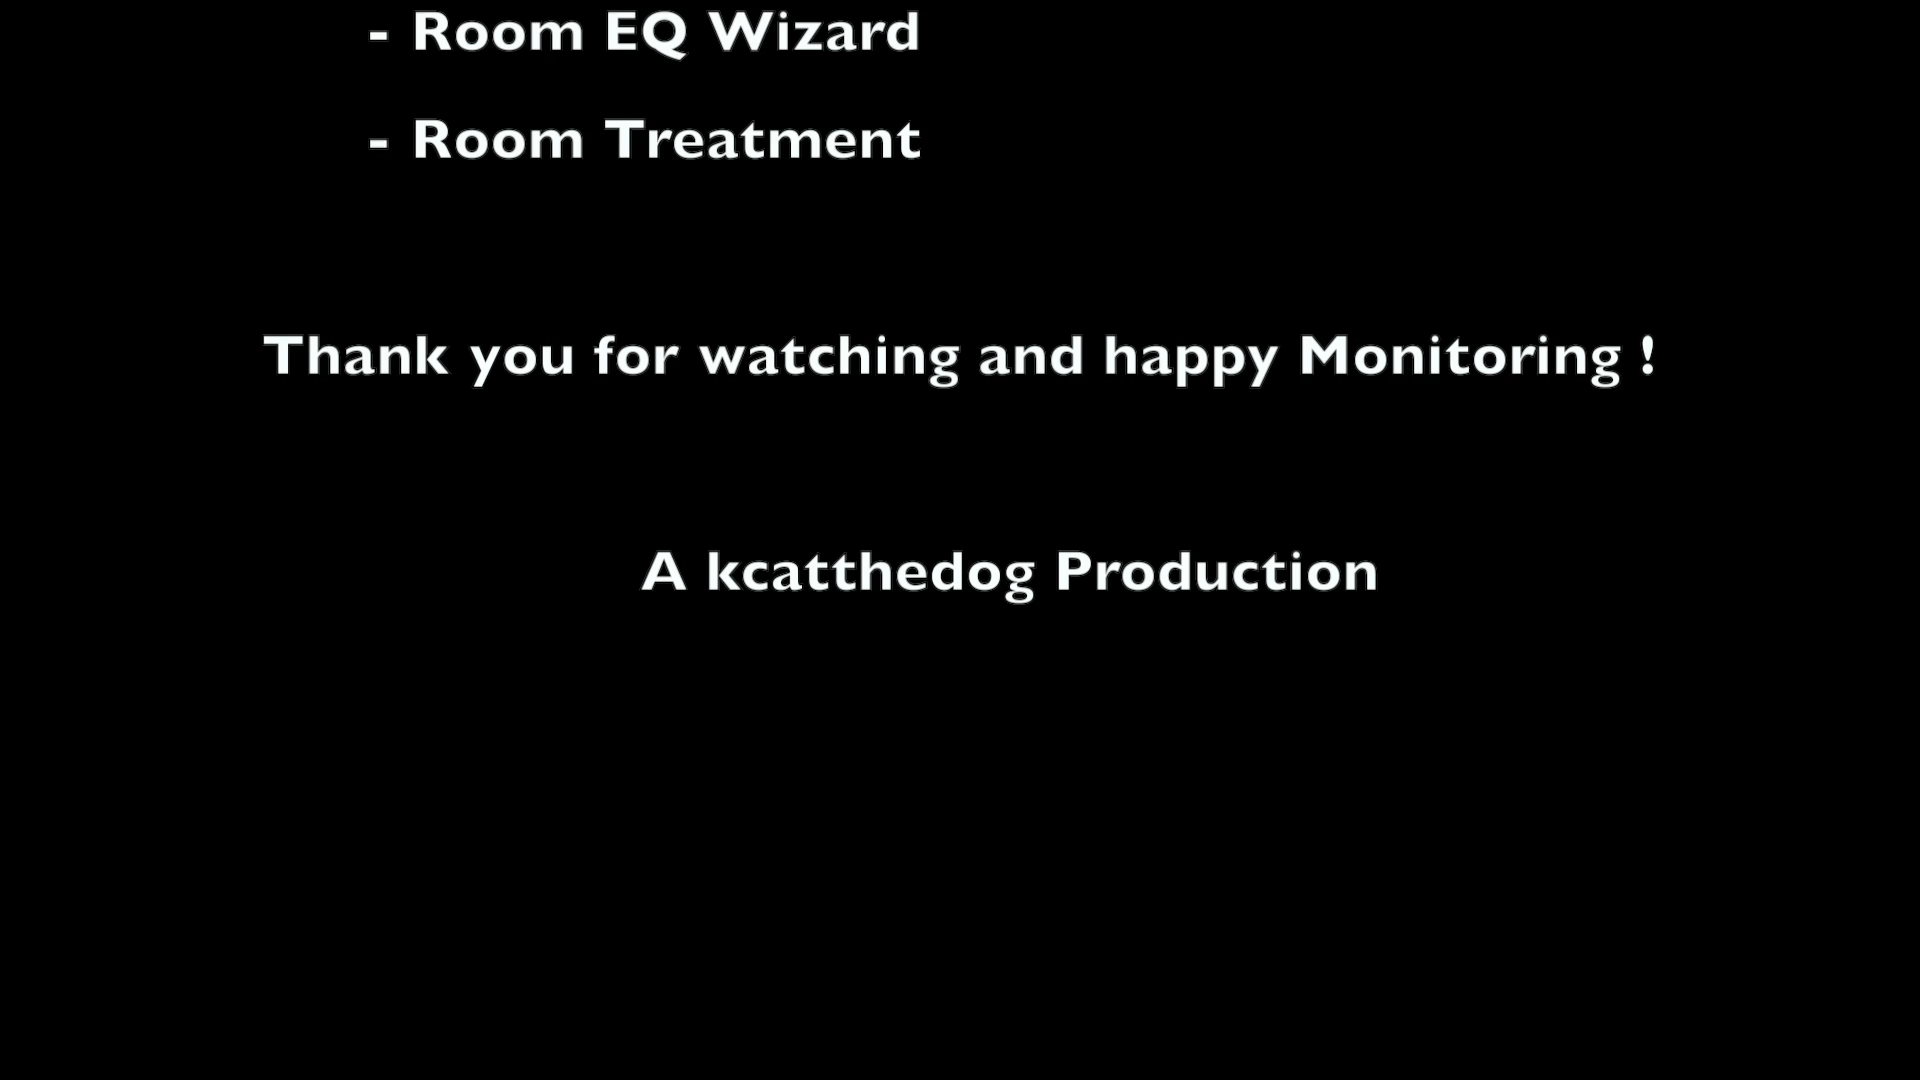 - Room EQ Wizard
- Room Treatment
Thank you for watching and happy Monitoring !
A kcatthedog Production